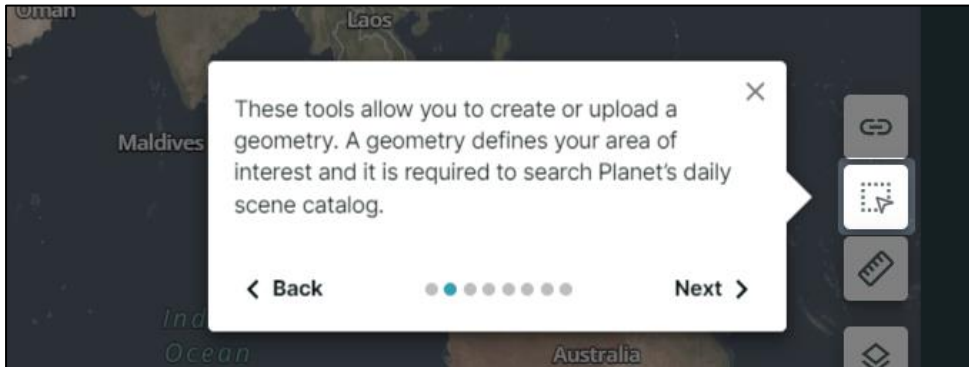 Oman
Laos
Maldives
These tools allow you to create or upload a
geometry. A geometry defines your area of
interest and it is required to search Planet's daily
scene catalog.
Back
Next
Ind
Ocean
Australia